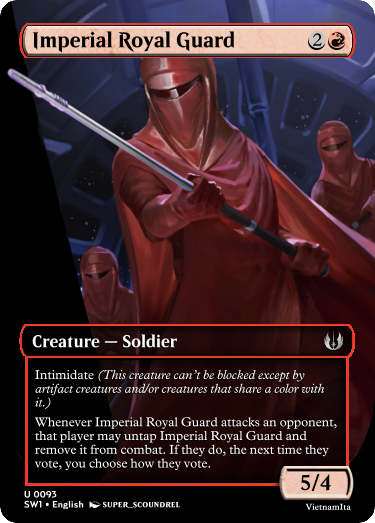 Imperial Royal Guard 2
Creature — Soldier
Intimidate (This creature can't be blocked except by
artifact creatures and/or creatures that share a color with
it.)
Whenever Imperial Royal Guard attacks an opponent,
that player may untap Imperial Royal Guard and
remove it from combat. If they do, the next time they
vote, you choose how they vote.
5/4
U 0093
SW1 • English SUPER_SCOUNDREL
VietnamIta